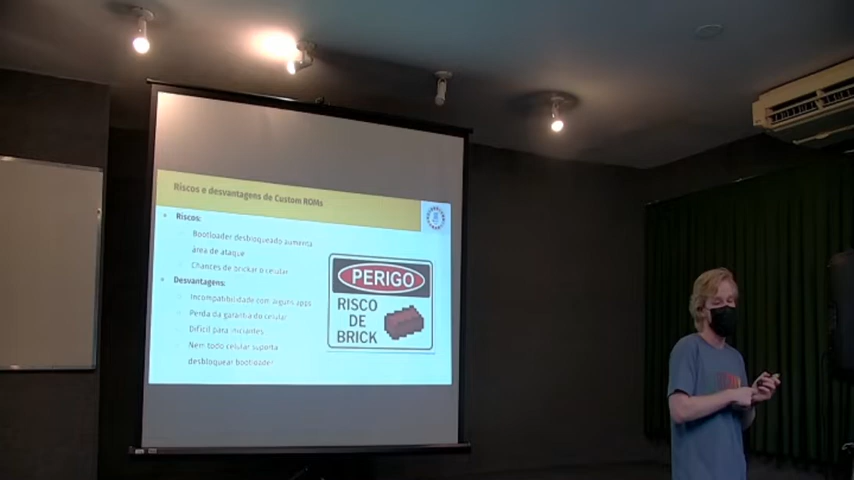 Riscos e desvantagens de Custom ROMs
Riscos:
Bootloader desbloqueado aumenta
área de ataque
Chances de brickar o celular
Desvantagens:
Incompatibilidade com alguns apps
Perda da garantia do celular
Difícil para iniciantes
Nem todo celular suporta
desbloquear bootloader
PERIGO
RISCO
DE
BRICK